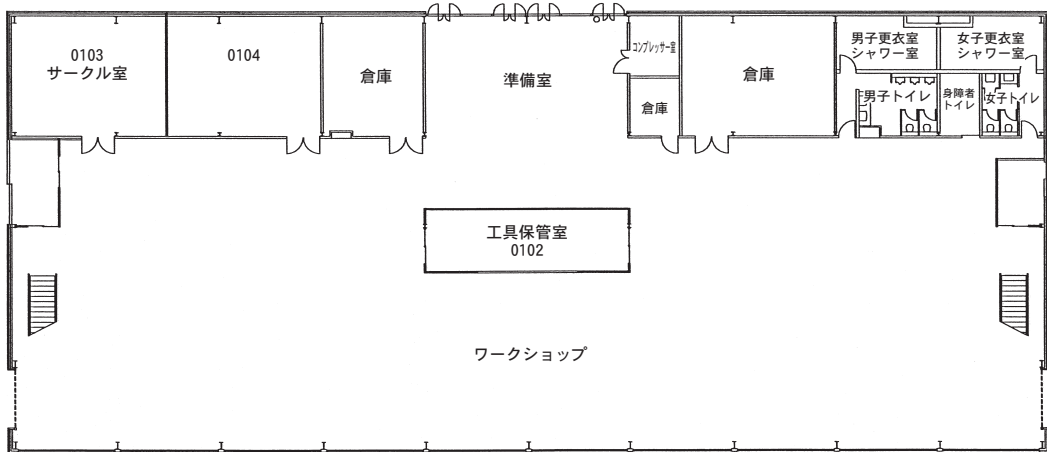 0103
サークル室
0104
倉庫
準備室
コンプレッサー室
倉庫
倉庫
男子更衣室
シャワー室
女子更衣室
シャワー室
男子トイレ
身障者
トイレ
女子トイレ
工具保管室
0102
ワークショップ